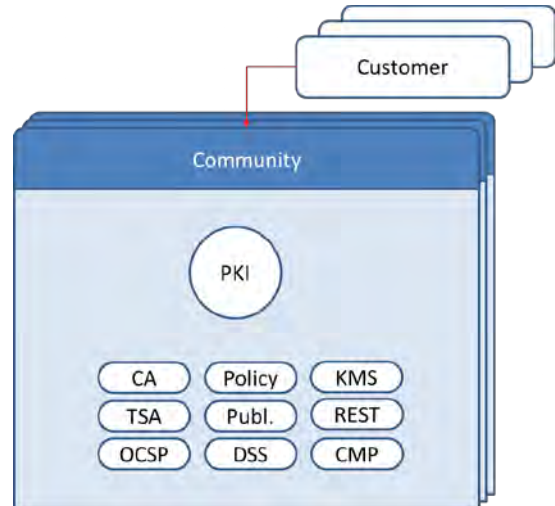 Customer
Community
PKI
CA Policy KMS
TSA Publ. REST
OCSP DSS CMP